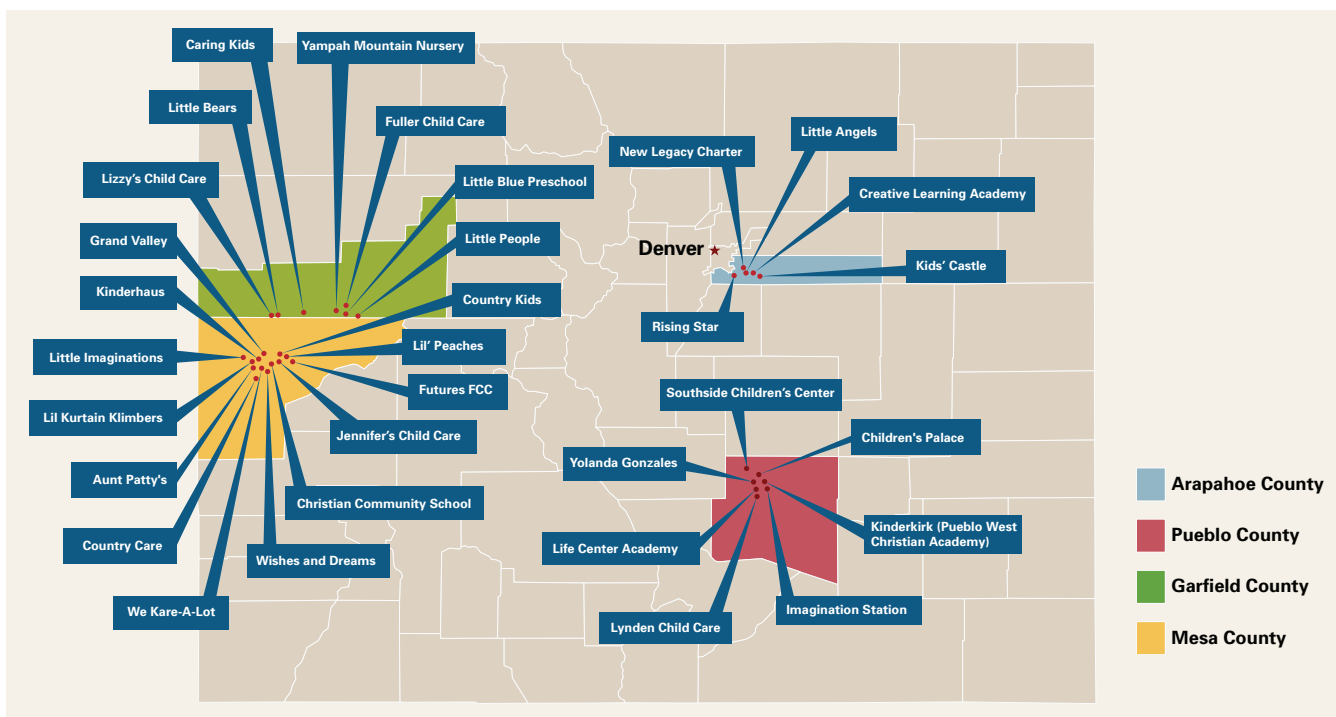 Caring Kids
Yampah Mountain Nursery
Little Bears
Fuller Child Care
Lizzy's Child Care
Little Blue Preschool
Grand Valley
Little People
Kinderhaus
Country Kids
Little Imaginations
Lil' Peaches
Futures FCC
Lil Kurtain Klimbers
Jennifer's Child Care
Aunt Patty's
Christian Community School
Country Care
Wishes and Dreams
We Kare-A-Lot
Little Angels
New Legacy Charter
Creative Learning Academy
Denver
Kids' Castle
Rising Star
Southside Children's Center
Children's Palace
Yolanda Gonzales
Kinderkirk (Pueblo West
Christian Academy)
Life Center Academy
Imagination Station
Lynden Child Care
Arapahoe County
Pueblo County
Garfield County
Mesa County